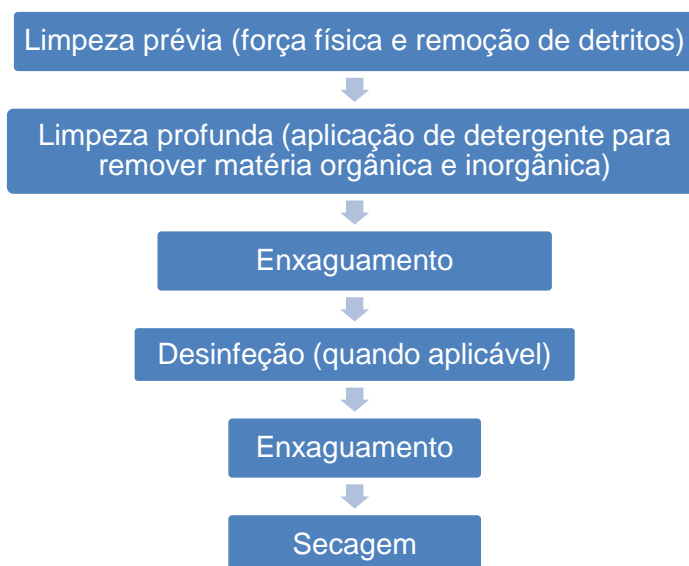 Limpeza prévia (força física e remoção de detritos)
Limpeza profunda (aplicação de detergente para
remover matéria orgânica e inorgânica)
Enxaguamento
Desinfeção (quando aplicável)
Enxaguamento
Secagem